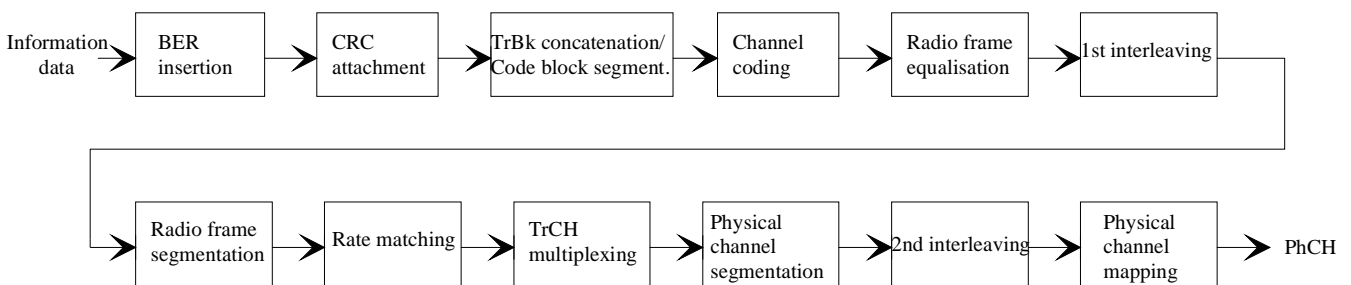 Information
data
BER
insertion
CRC
attachment
TrBk concatenation/
Code block segment.
Channel
coding
Radio frame
equalisation
1st interleaving
Radio frame
segmentation
Rate matching
TrCH
multiplexing
Physical
channel
segmentation
2nd interleaving
Physical
channel
mapping
PhCH